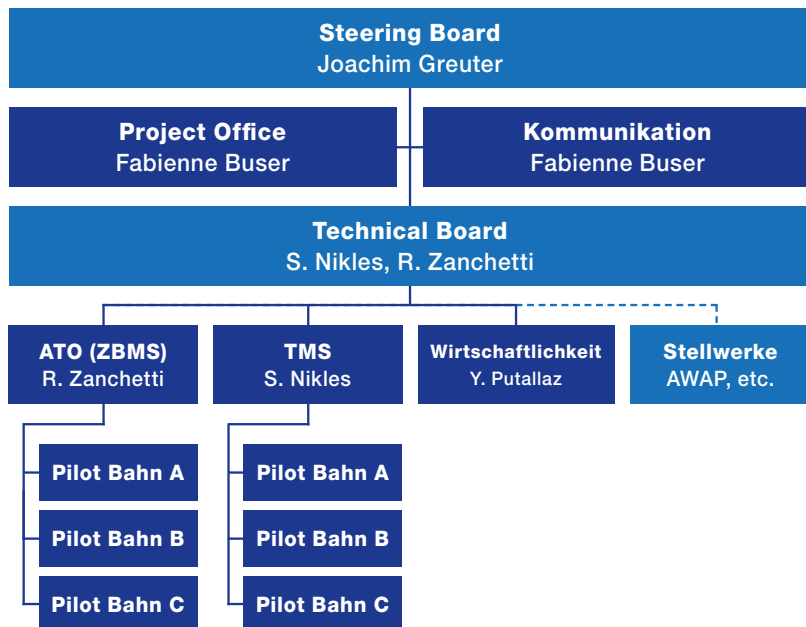 Steering Board
Joachim Greuter
Project Office
Fabienne Buser
Kommunikation
Fabienne Buser
Technical Board
S. Nikles, R. Zanchetti
ATO (ZBMS)
R. Zanchetti
TMS
S. Nikles
Wirtschaftlichkeit
Y. Putallaz
Stellwerke
AWAP, etc.
Pilot Bahn A
Pilot Bahn B
Pilot Bahn C
Pilot Bahn A
Pilot Bahn B
Pilot Bahn C